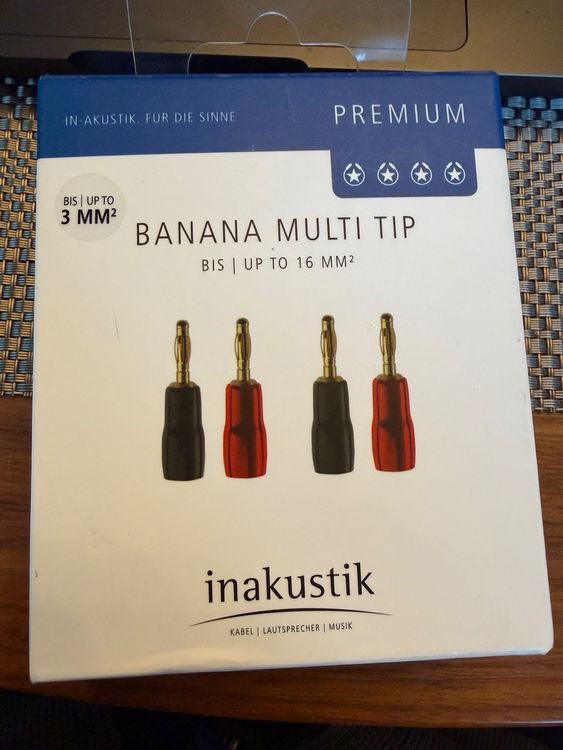 IN-AKUSTIK. FÜR DIE SINNE
PREMIUM
BIS | UP TO
3 MM²
BANANA MULTI TIP
BIS | UP TO 16 MM²
inakustik
KABEL | LAUTSPRECHER | MUSIK